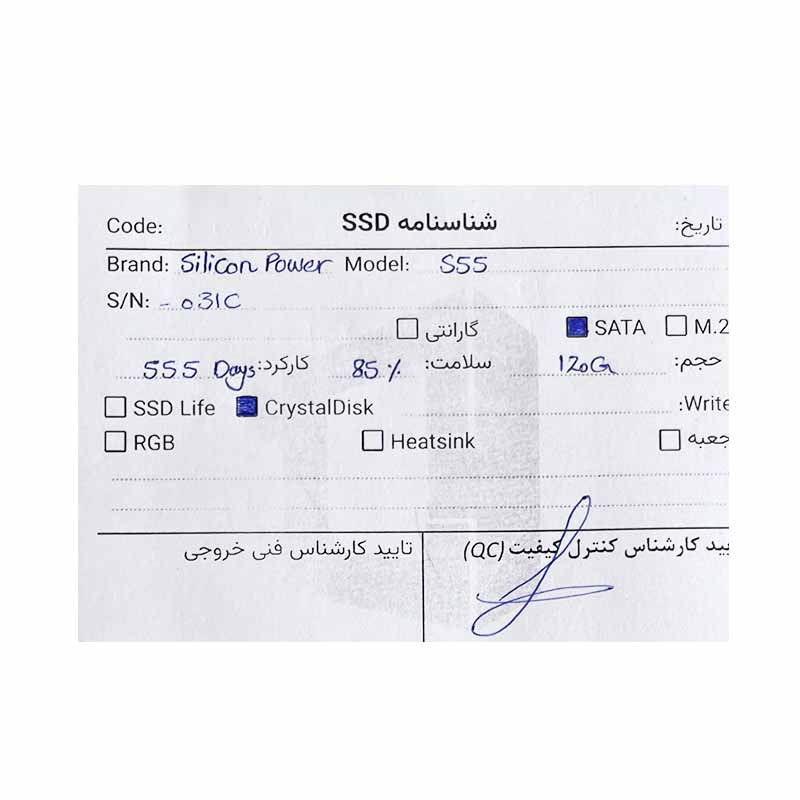 Code: شناسنامه SSD تاریخ:
Brand: Silicon Power Model: S55
S/N: - 031C
گارانتی SATA M.2
حجم: 120G سلامت: 85% کارکرد: 555 Days
SSD Life CrystalDisk Write:
RGB Heatsink جعبه
یید کارشناس کنترل کیفیت (QC) تایید کارشناس فنی خروجی